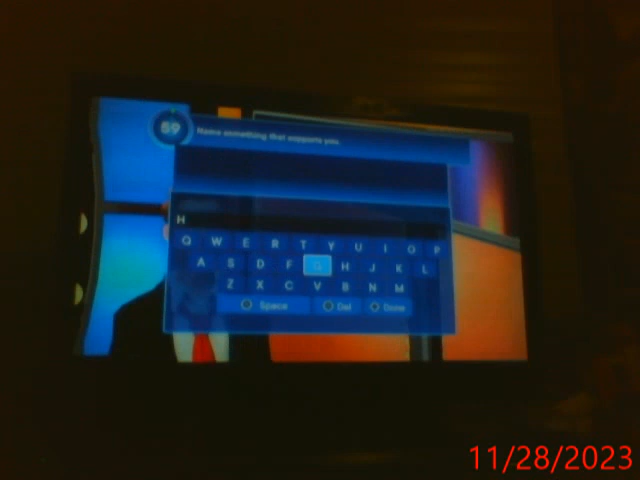 59
Name something that supports you.
H
Q W E R T Y U I O P
A S D F G H J K L
Z X C V B N M
Space Del Done
11/28/2023